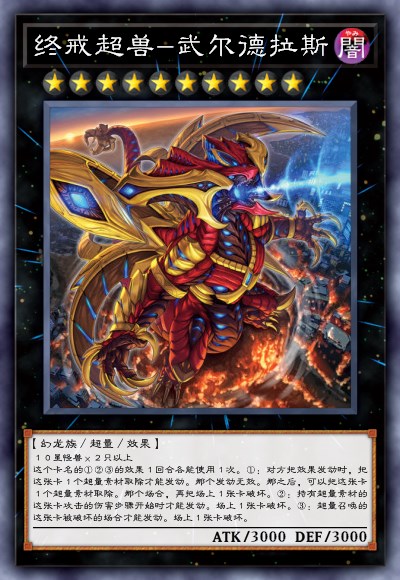 终戒超兽-武尔德拉斯
やみ
闇
【幻龙族／超量／效果】
１０星怪兽×２只以上
这个卡名的①②③的效果１回合各能使用１次。①：对方把效果发动时，把
这张卡１个超量素材取除才能发动。那个发动无效。那之后，可以把这张卡
１个超量素材取除。那个场合，再把场上１张卡破坏。②：持有超量素材的
这张卡攻击的伤害步骤开始时才能发动。场上１张卡破坏。③：超量召唤的
这张卡被破坏的场合才能发动。场上１张卡破坏。
ATK/3000 DEF/3000